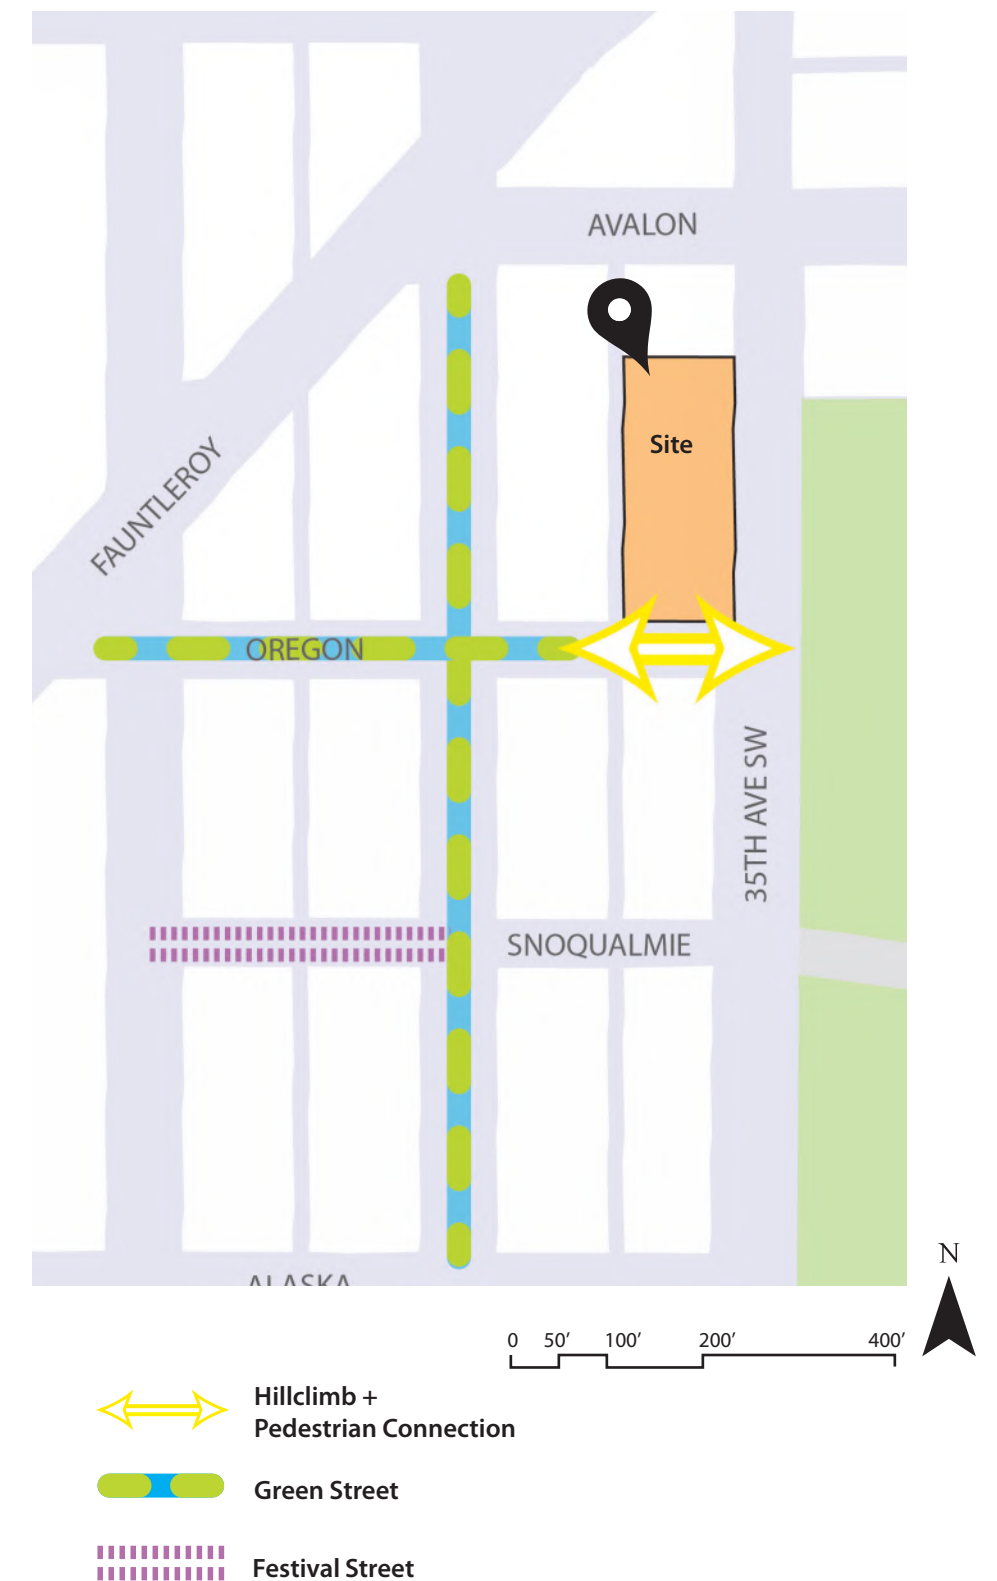 AVALON
Site
FAUNTLEROY
OREGON
35TH AVE SW
SNOQUALMIE
ALASKA
N
0 50′ 100′ 200′ 400′
Hillclimb +
Pedestrian Connection
Green Street
Festival Street